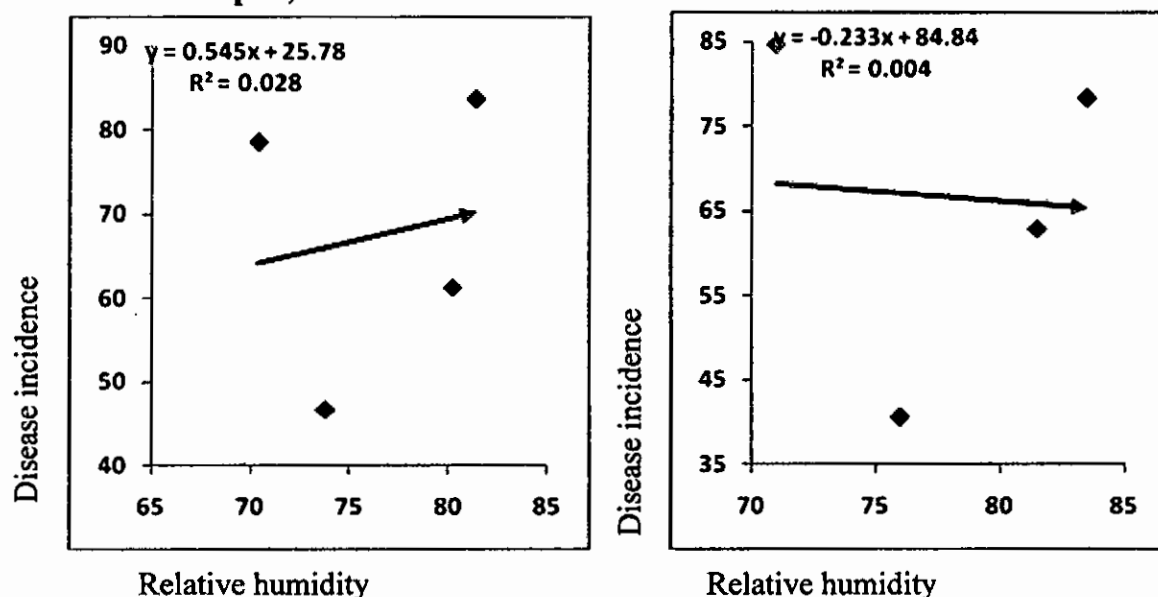 y = 0.545x + 25.78
R² = 0.028
90
80
70
60
50
40
65 70 75 80 85
Disease incidence
Relative humidity
y = -0.233x + 84.84
R² = 0.004
85
75
65
55
45
35
70 75 80 85
Disease incidence
Relative humidity